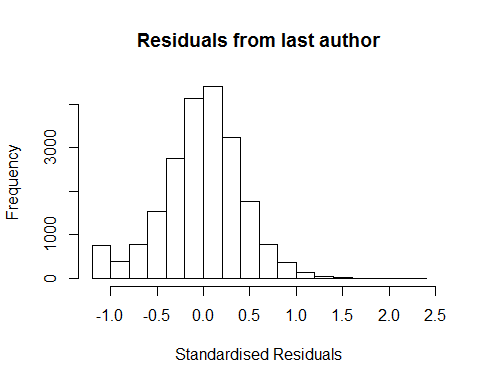 Residuals from last author
Frequency
3000
1000
0
-1.0 -0.5 0.0 0.5 1.0 1.5 2.0 2.5
Standardised Residuals